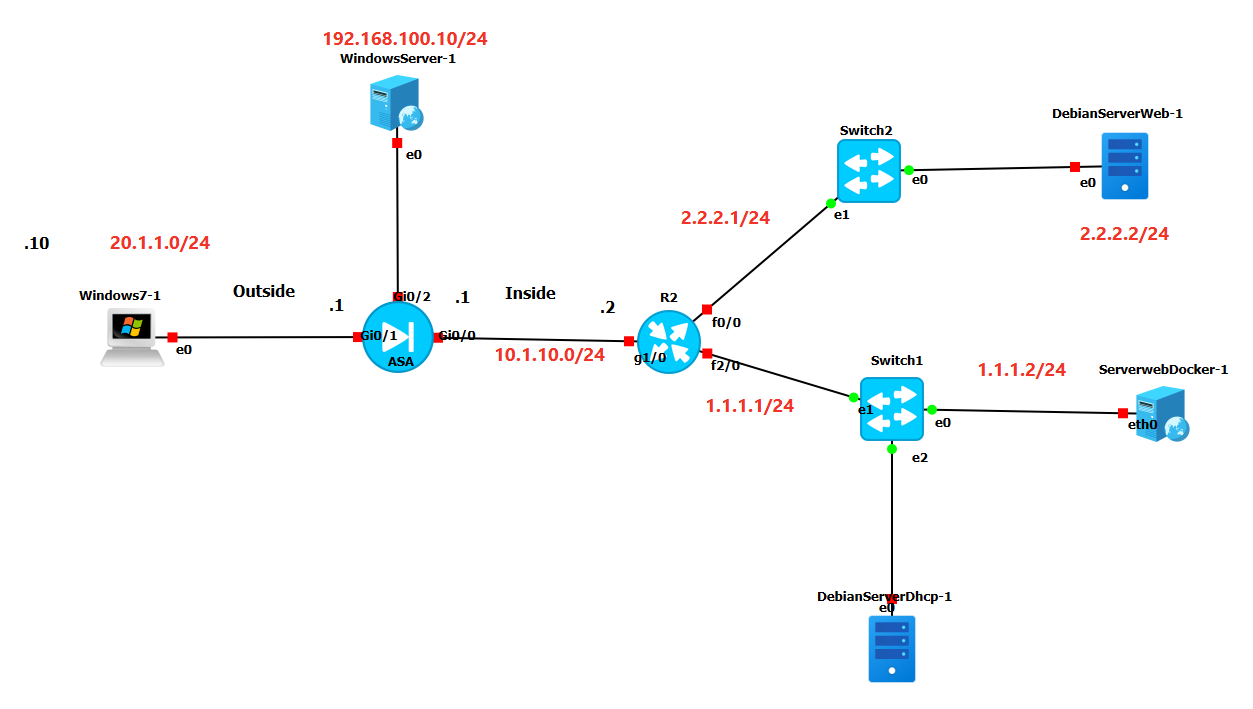 192.168.100.10/24
WindowsServer-1
e0
DebianServerWeb-1
Switch2
e0
e0
e1
2.2.2.1/24
2.2.2.2/24
.10
20.1.1.0/24
Windows7-1
Outside
.1
Gi0/2
.1
Inside
.2
R2
f0/0
e0
Gi0/1
ASA
Gi0/0
10.1.10.0/24
g1/0
f2/0
Switch1
1.1.1.2/24
ServerwebDocker-1
1.1.1.1/24
e1
e0
eth0
e2
DebianServerDhcp-1
e0